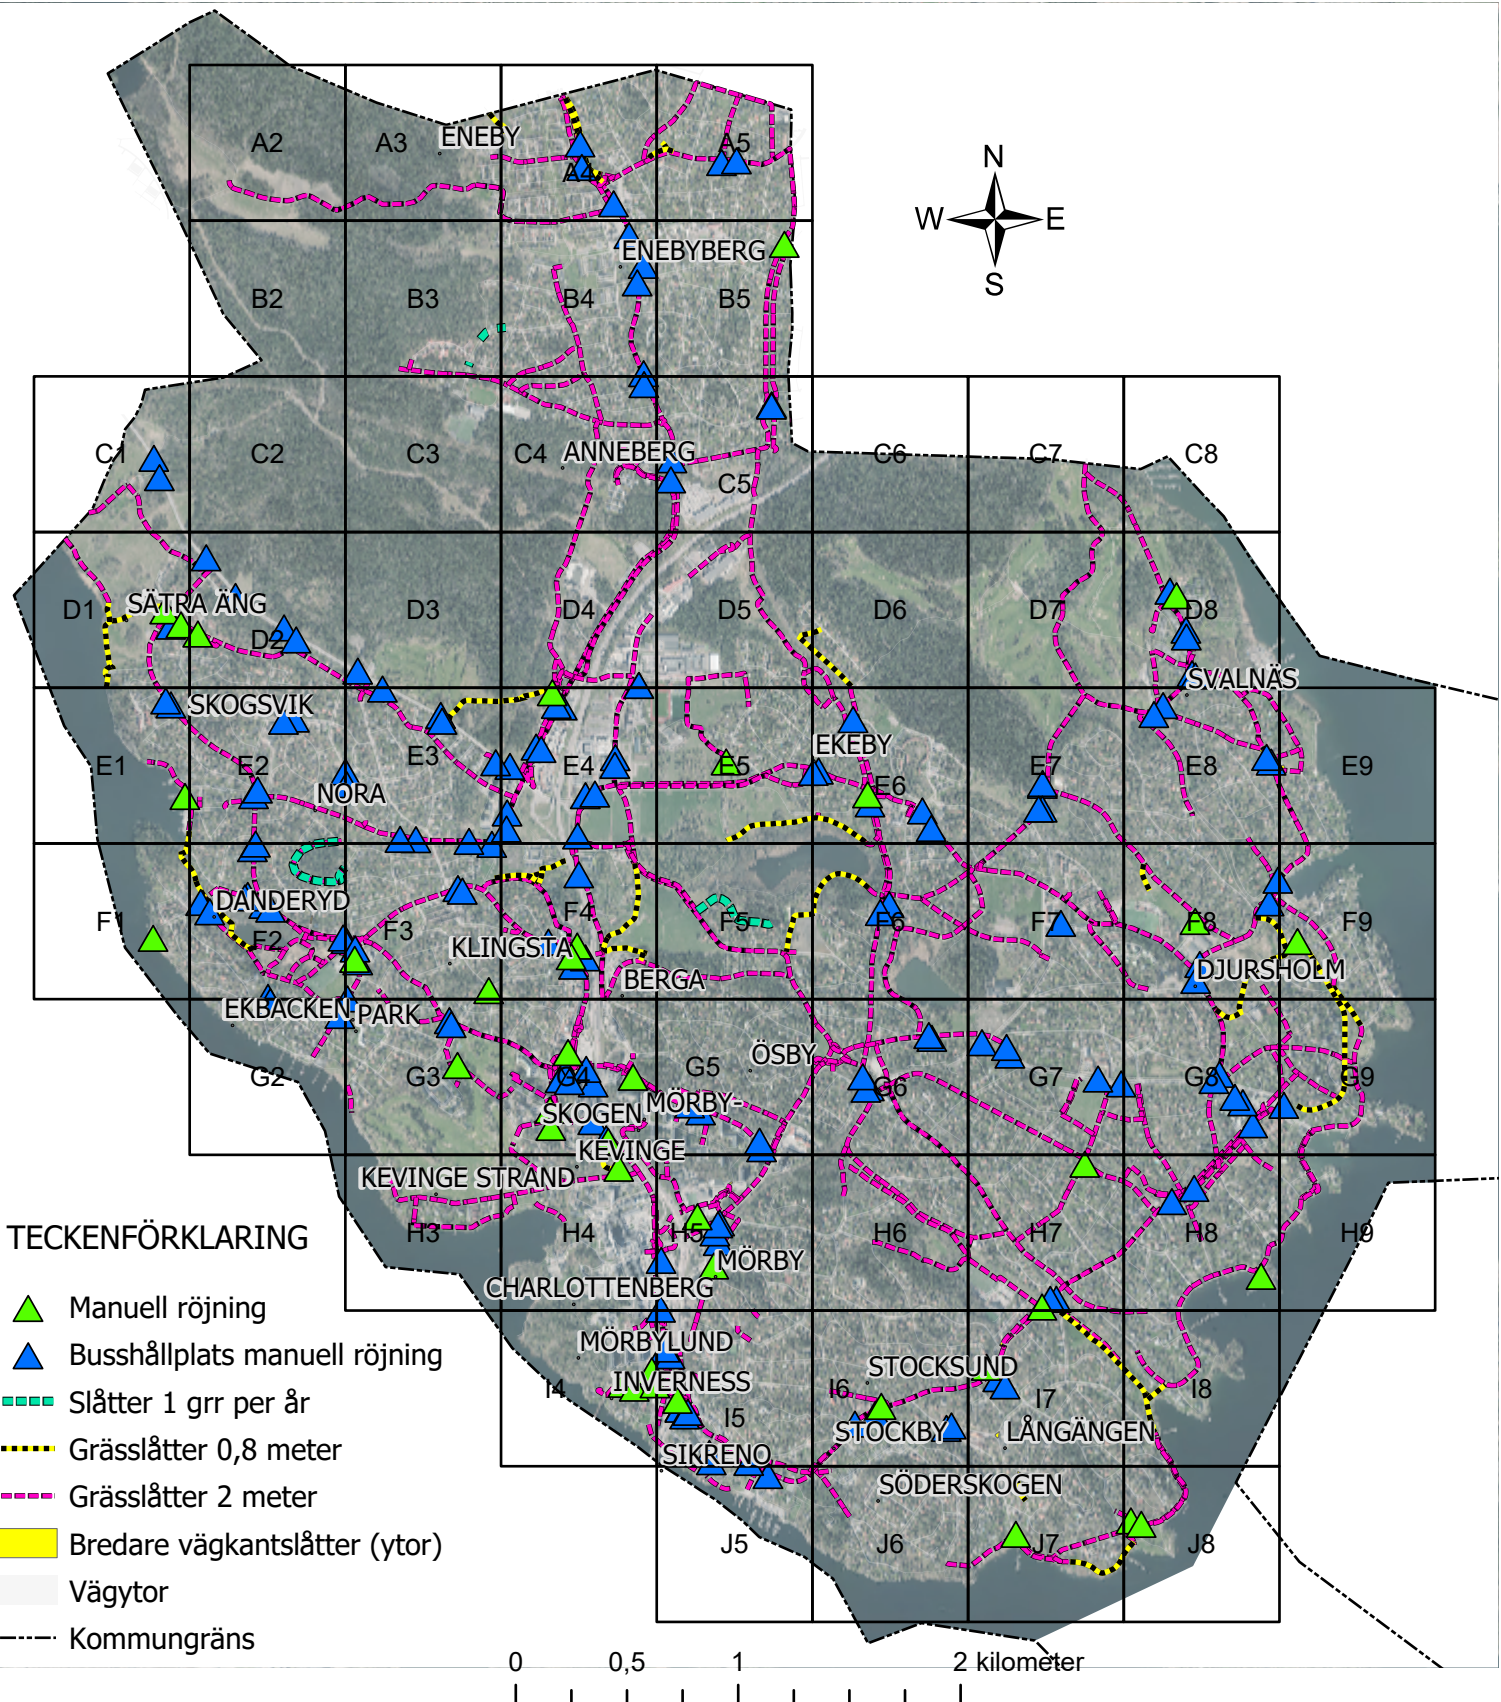 A2
A3
ENEBY
A4
A5
N
W
E
S
ENEBYBERG
B2
B3
B4
B5
C1
C2
C3
C4
ANNEBERG
C5
C6
C7
C8
D1
SÄTRA ÄNG
D2
D3
D4
D5
D6
D7
D8
SVALNÄS
SKOGSVIK
E1
E2
NORA
E3
E4
E5
EKEBY
E6
E7
E8
E9
F1
DANDERYD
F2
F3
KLINGSTA
F4
BERGA
F5
F6
F7
F8
DJURSHOLM
F9
EKBACKEN
PARK
G2
G3
G4
SKOGEN
G5
MÖRBY-
ÖSBY
G6
G7
G8
G9
KEVINGE
KEVINGE STRAND
H3
H4
H5
MÖRBY
H6
H7
H8
H9
CHARLOTTENBERG
MÖRBYLUND
INVERNESS
I4
I5
SIKRENO
STOCKSUND
I6
STOCKBY
I7
LÅNGÄNGEN
I8
SÖDERSKOGEN
J5
J6
J7
J8
TECKENFÖRKLARING
Manuell röjning
Busshållplats manuell röjning
Slåtter 1 grr per år
Grässlåtter 0,8 meter
Grässlåtter 2 meter
Bredare vägkantslåtter (ytor)
Vägytor
Kommungräns
0 0,5 1 2 kilometer